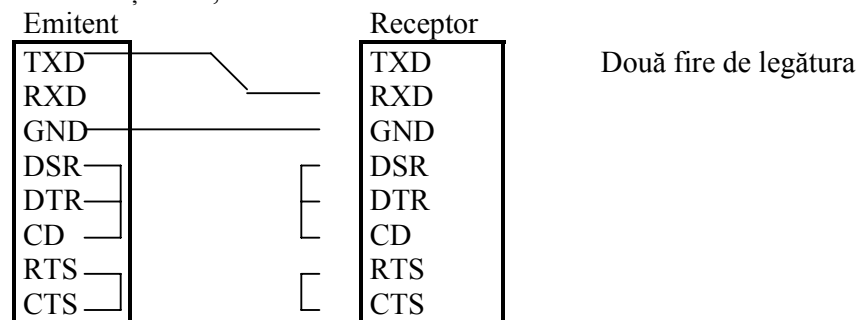 Emitent Receptor
TXD TXD Două fire de legătura
RXD RXD
GND GND
DSR DSR
DTR DTR
CD CD
RTS RTS
CTS CTS